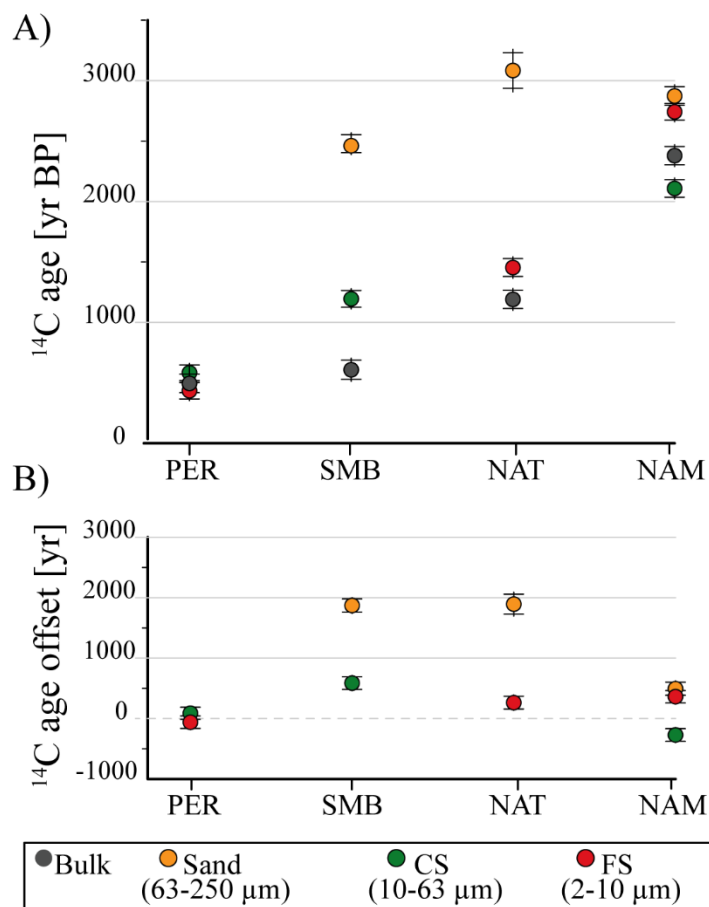 A)
3000
2000
1000
0
¹⁴C age [yr BP]
PER SMB NAT NAM
B)
3000
2000
1000
0
-1000
¹⁴C age offset [yr]
PER SMB NAT NAM
Bulk Sand CS FS
(63-250 µm) (10-63 µm) (2-10 µm)